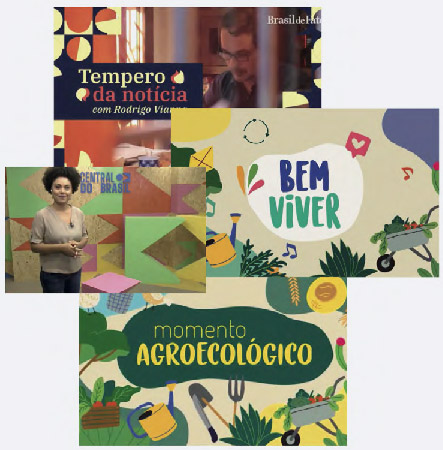 Brasil de Fato
Tempero
da notícia
com Rodrigo Vianna
BEM
VIVER
CENTRAL
DO BRASIL
momento
AGROECOLÓGICO